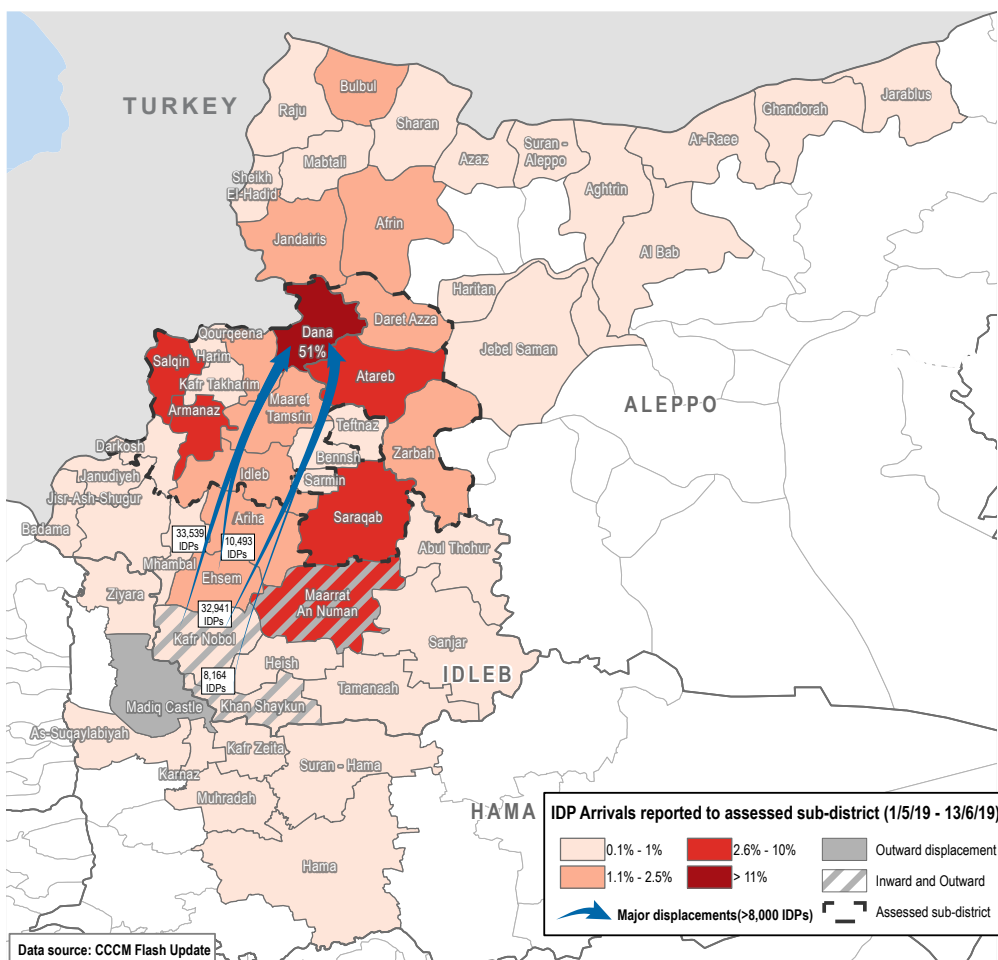 TURKEY
Bulbul
Raju
Sharan
Jarablus
Ghandorah
Ar-Raee
Suran -
Aleppo
Azaz
Mabtali
Sheikh
El-Hadid
Aghtrin
Afrin
Jandairis
Al Bab
Haritan
Daret Azza
Dana
51%
Jebel Saman
Qourqeena
Harim
Salqin
Kafr Takharim
Atareb
ALEPPO
Armanaz
Maaret
Tamsrin
Teftnaz
Darkosh
Bennsh
Zarbah
Idleb
Sarmin
Janudiyeh
Jisr-Ash-Shugur
Badama
Ariha
Saraqab
33,539
IDPs
10,493
IDPs
Abul Thohur
Mhambal
Ehsem
Ziyara
Maarrat
An Numan
32,941
IDPs
Kafr Nobol
Sanjar
Heish
IDLEB
8,164
IDPs
Tamanaah
Madiq Castle
Khan Shaykun
As-Suqaylabiyah
Kafr Zeita
Karnaz
Suran - Hama
Muhradah
HAMA
Hama
IDP Arrivals reported to assessed sub-district (1/5/19 - 13/6/19)
0.1% - 1%
2.6% - 10%
Outward displacement
1.1% - 2.5%
> 11%
Inward and Outward
Major displacements(>8,000 IDPs)
Assessed sub-district
Data source: CCCM Flash Update